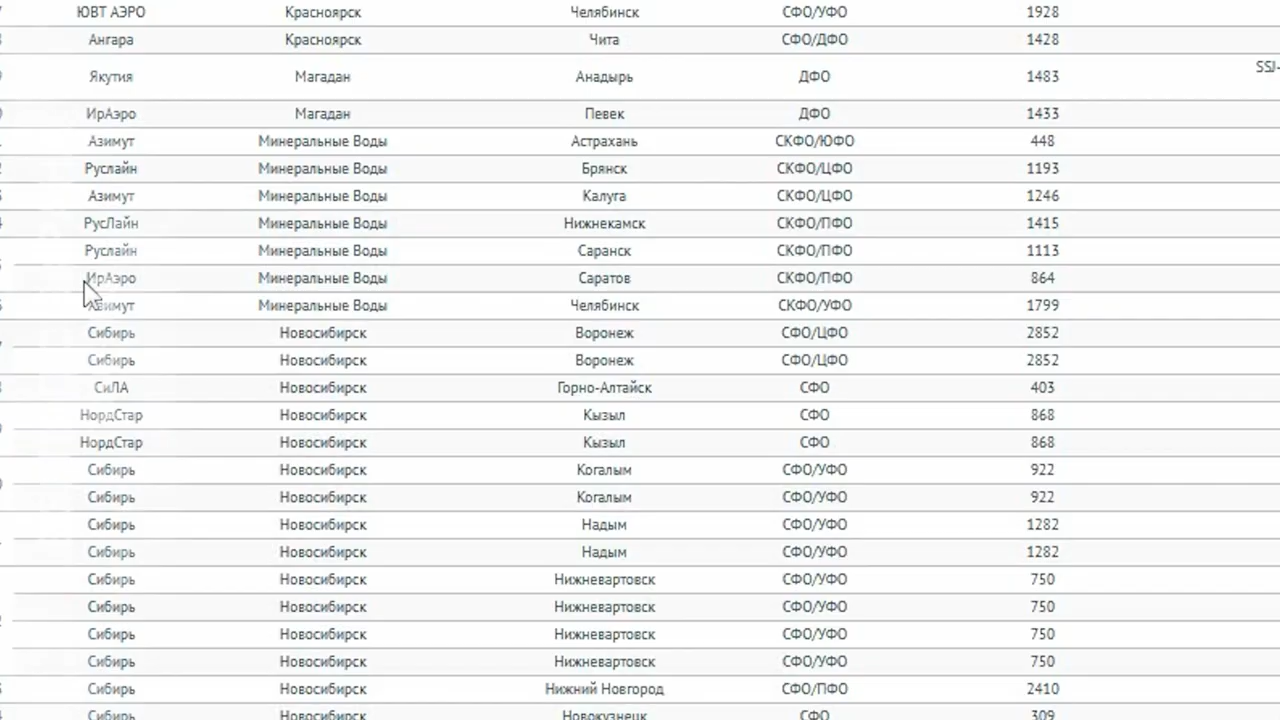 ЮВТ АЭРО Красноярск Челябинск СФО/УФО 1928
Ангара Красноярск Чита СФО/ДФО 1428
Якутия Магадан Анадырь ДФО 1483 SSJ-
ИрАэро Магадан Певек ДФО 1433
Азимут Минеральные Воды Астрахань СКФО/ЮФО 448
Руслайн Минеральные Воды Брянск СКФО/ЦФО 1193
Азимут Минеральные Воды Калуга СКФО/ЦФО 1246
РусЛайн Минеральные Воды Нижнекамск СКФО/ПФО 1415
Руслайн Минеральные Воды Саранск СКФО/ПФО 1113
ИрАэро Минеральные Воды Саратов СКФО/ПФО 864
Азимут Минеральные Воды Челябинск СКФО/УФО 1799
Сибирь Новосибирск Воронеж СФО/ЦФО 2852
Сибирь Новосибирск Воронеж СФО/ЦФО 2852
СиЛА Новосибирск Горно-Алтайск СФО 403
НордСтар Новосибирск Кызыл СФО 868
НордСтар Новосибирск Кызыл СФО 868
Сибирь Новосибирск Когалым СФО/УФО 922
Сибирь Новосибирск Когалым СФО/УФО 922
Сибирь Новосибирск Надым СФО/УФО 1282
Сибирь Новосибирск Надым СФО/УФО 1282
Сибирь Новосибирск Нижневартовск СФО/УФО 750
Сибирь Новосибирск Нижневартовск СФО/УФО 750
Сибирь Новосибирск Нижневартовск СФО/УФО 750
Сибирь Новосибирск Нижневартовск СФО/УФО 750
Сибирь Новосибирск Нижний Новгород СФО/ПФО 2410
Сибирь Новосибирск Новокузнецк СФО 309